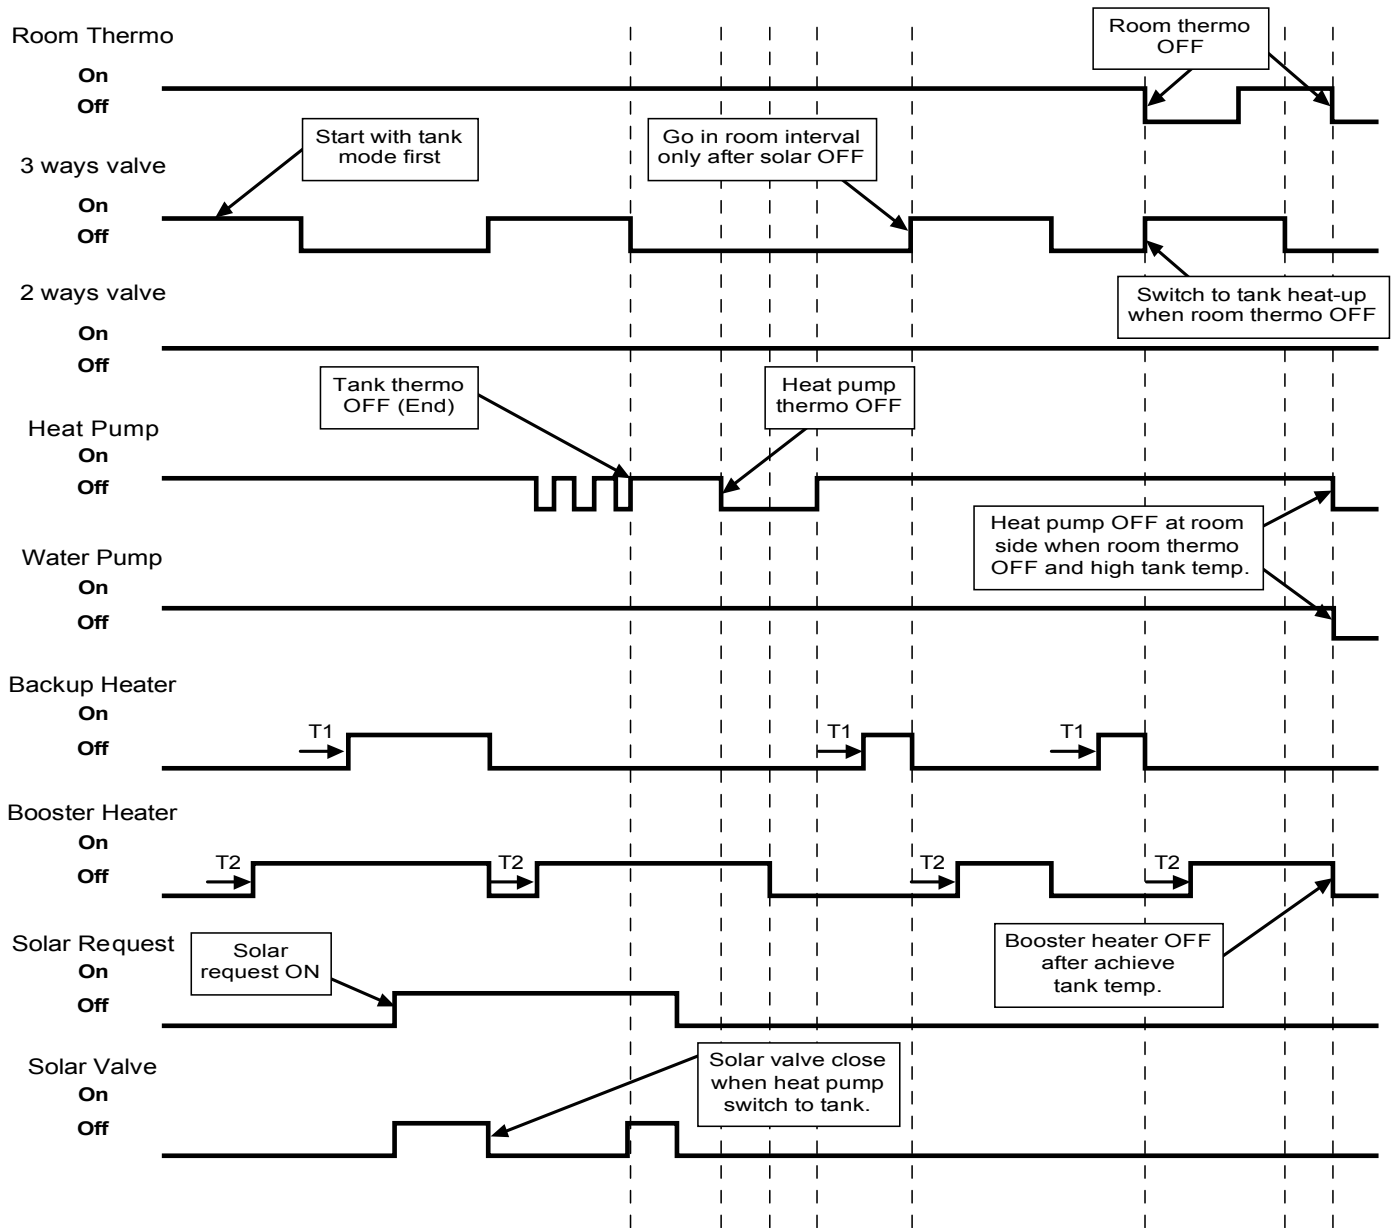 Room Thermo
On
Off
Room thermo
OFF
Start with tank
mode first
Go in room interval
only after solar OFF
3 ways valve
On
Off
Switch to tank heat-up
when room thermo OFF
2 ways valve
On
Off
Tank thermo
OFF (End)
Heat pump
thermo OFF
Heat Pump
On
Off
Heat pump OFF at room
side when room thermo
OFF and high tank temp.
Water Pump
On
Off
Backup Heater
On
Off
T1
T1
T1
Booster Heater
On
Off
T2
T2
T2
T2
Booster heater OFF
after achieve
tank temp.
Solar Request
On
Off
Solar
request ON
Solar Valve
On
Off
Solar valve close
when heat pump
switch to tank.